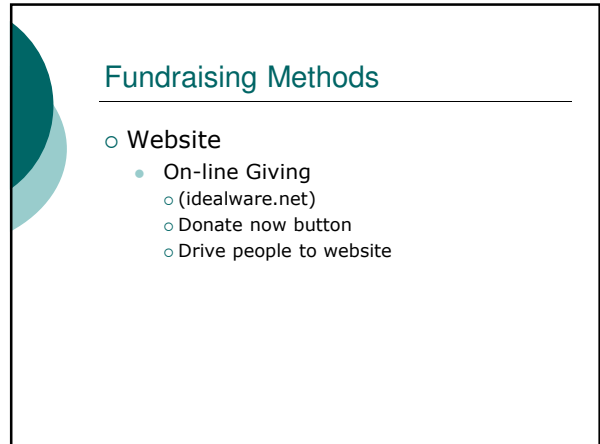 Fundraising Methods
Website
On-line Giving
(idealware.net)
Donate now button
Drive people to website